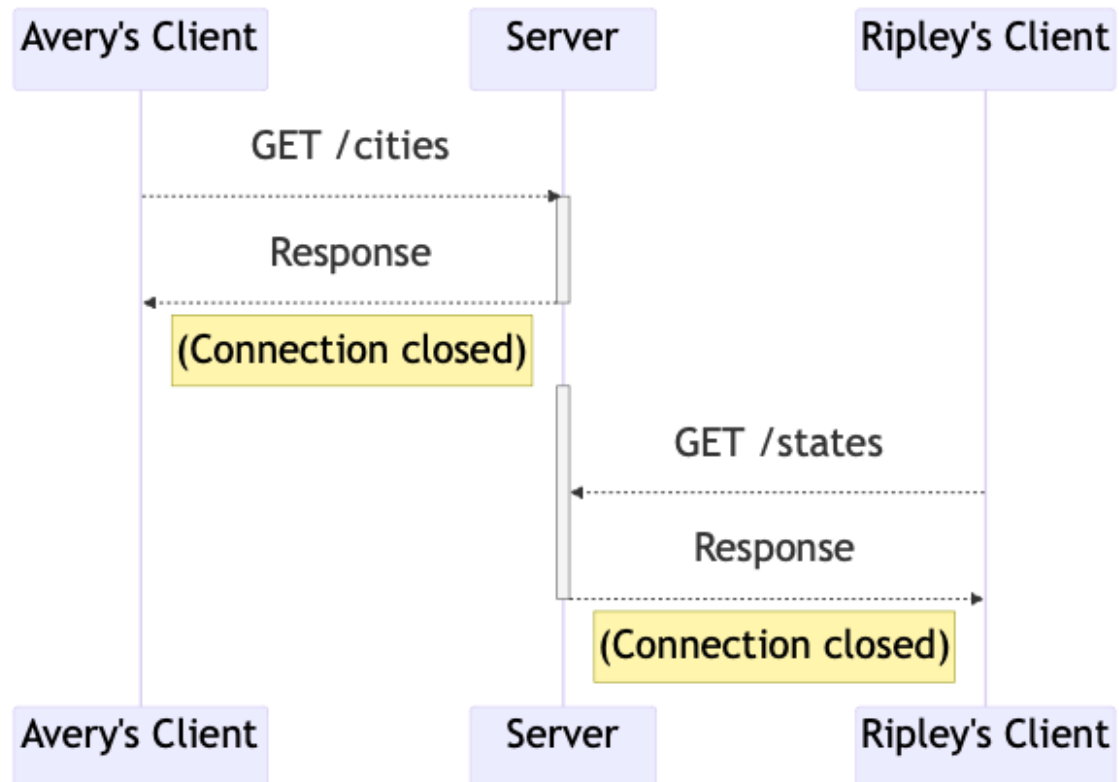 Avery's Client
Server
Ripley's Client
GET /cities
Response
(Connection closed)
GET /states
Response
(Connection closed)
Avery's Client
Server
Ripley's Client